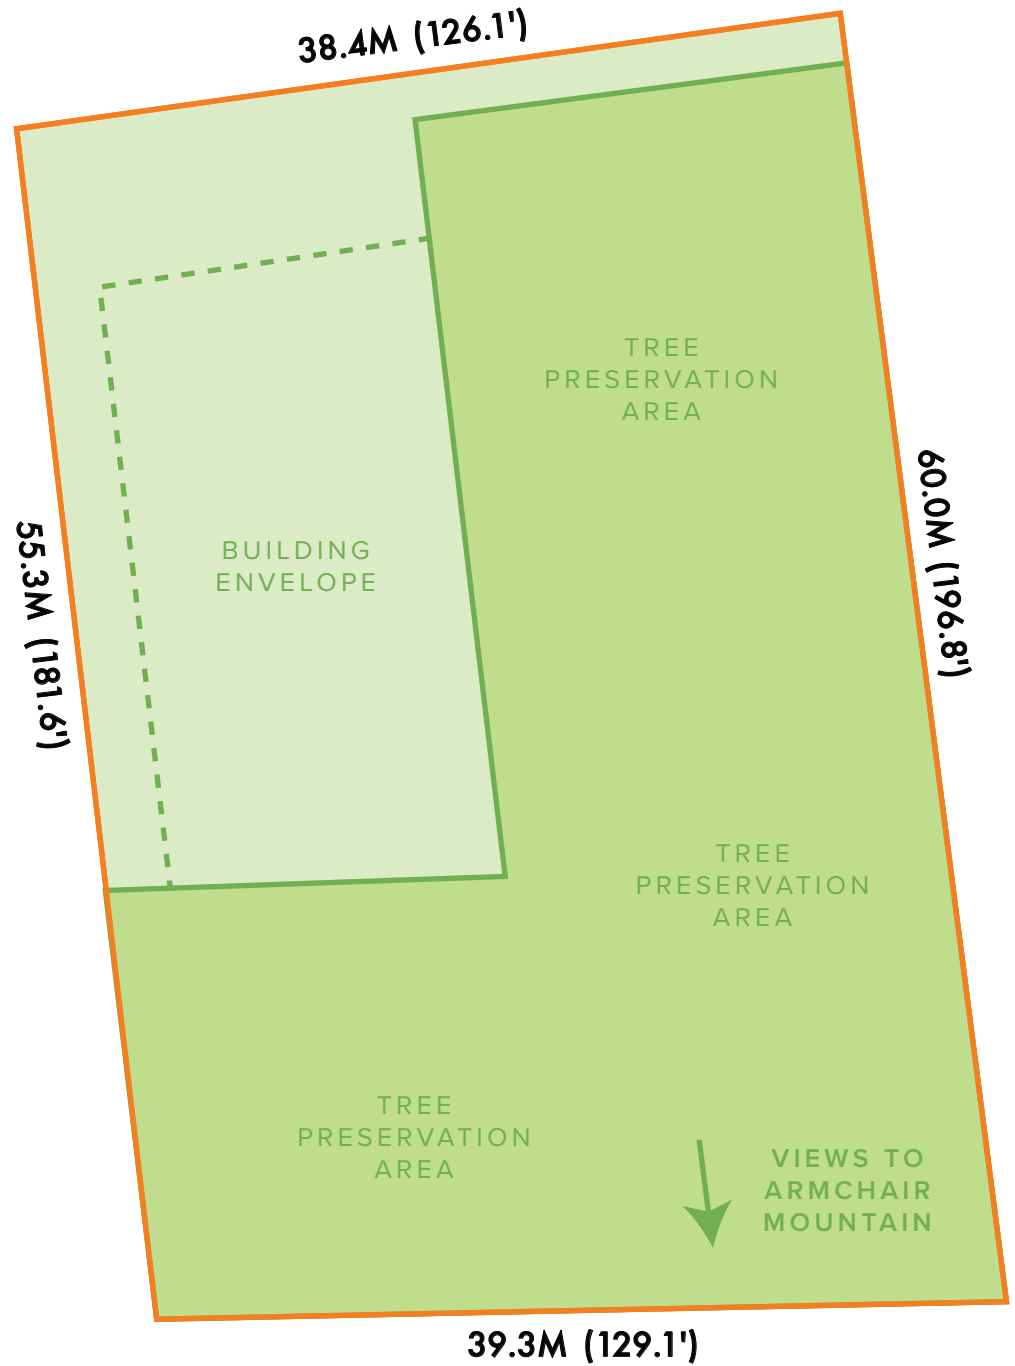 38.4M (126.1')
TREE
PRESERVATION
AREA
60.0M (196.8')
55.3M (181.6')
BUILDING
ENVELOPE
TREE
PRESERVATION
AREA
TREE
PRESERVATION
AREA
VIEWS TO
ARMCHAIR
MOUNTAIN
39.3M (129.1')